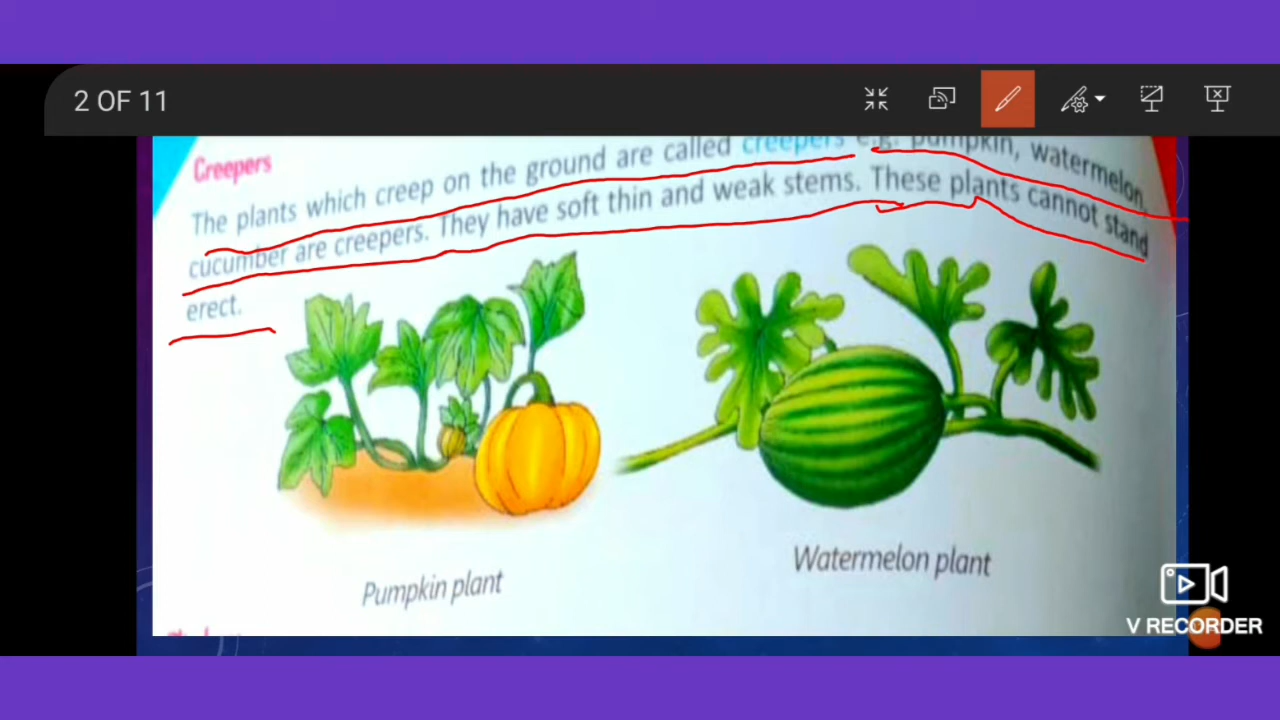 2 OF 11
Creepers
The plants which creep on the ground are called creepers e.g. pumpkin, watermelon,
cucumber are creepers. They have soft thin and weak stems. These plants cannot stand
erect.
Pumpkin plant
Watermelon plant
V RECORDER